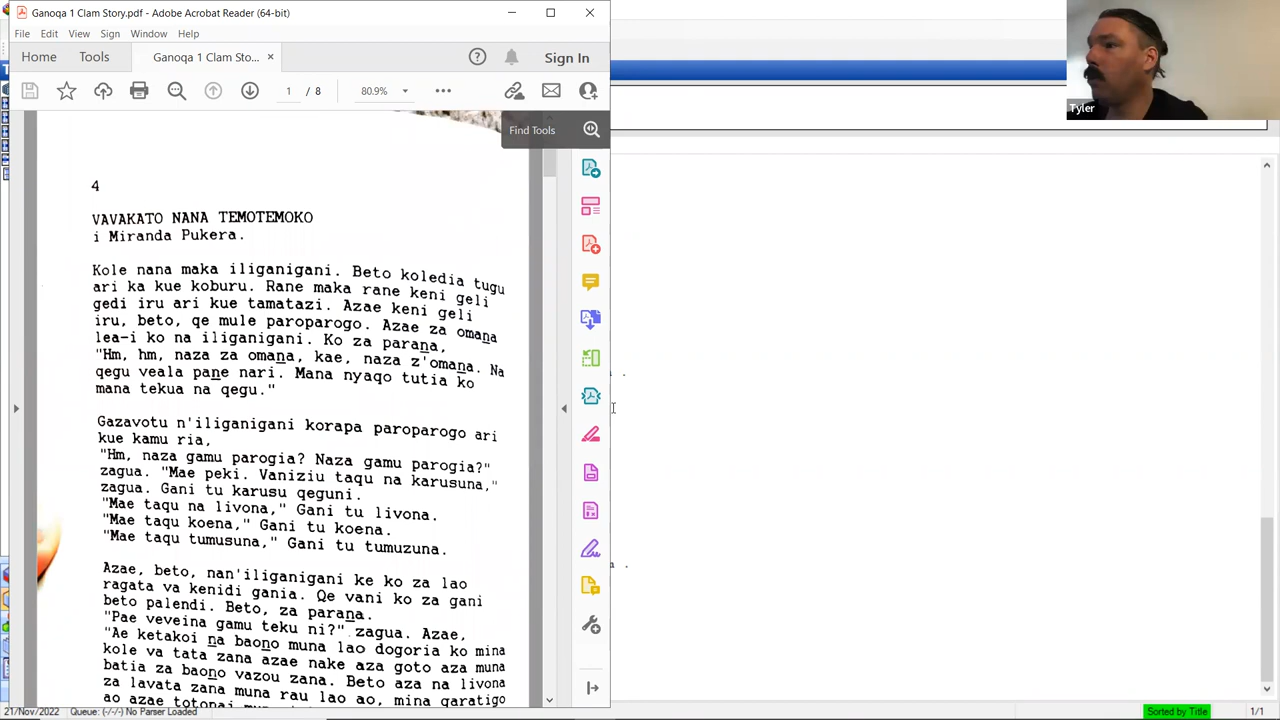 Ganoqa 1 Clam Story.pdf - Adobe Acrobat Reader (64-bit)
File Edit View Sign Window Help
Home Tools Ganoqa 1 Clam Sto... × Sign In
1 / 8 80.9%
Find Tools
Tyler
4
VAVAKATO NANA TEMOTEMOKO
i Miranda Pukera.
Kole nana maka iliganigani. Beto koledia tugu
ari ka kue koburu. Rane maka rane keni geli
gedi iru ari kue tamatazi. Azae keni geli
iru, beto, qe mule paroparogo. Azae za omana
lea-i ko na iliganigani. Ko za parana,
"Hm, hm, naza za omana, kae, naza z'omana. Na
qegu veala pane nari. Mana nyaqo tutia ko
mana tekua na qegu."
Gazavotu n'iliganigani korapa paroparogo ari
kue kamu ria,
"Hm, naza gamu parogia? Naza gamu parogia?"
zagua. "Mae peki. Vaniziu taqu na karusuna,"
zagua. Gani tu karusu qeguni.
"Mae taqu na livona," Gani tu livona.
"Mae taqu koena," Gani tu koena.
"Mae taqu tumusuna," Gani tu tumuzuna.
Azae, beto, nan'iliganigani ke ko za lao
ragata va kenidi gania. Qe vani ko za gani
beto palendi. Beto, za parana.
"Pae veveina gamu teku ni?" zagua. Azae,
"Ae ketakoi na baono muna lao dogoria ko mina
kole va tata zana azae nake aza goto aza muna
batia za baono vazou zana. Beto aza na livona
za lavata zana muna rau lao ao, mina garatigo
ao azae totonai
21/Nov/2022 Queue: (-/-/-) No Parser Loaded Sorted by Title 1/1